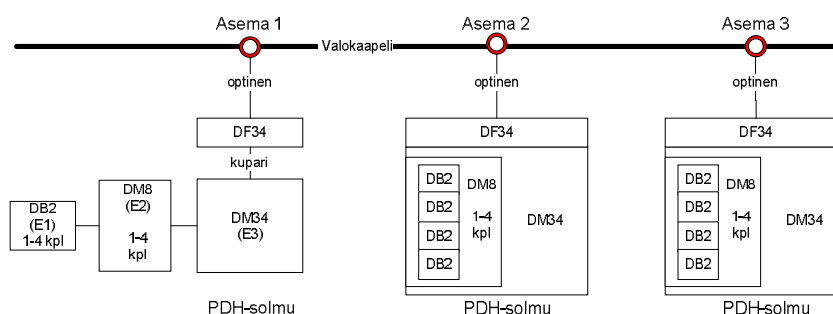 Asema 1
Asema 2
Asema 3
Valokaapeli
optinen
optinen
optinen
DF34
DF34
DF34
kupari
DB2
(E1)
1-4 kpl
DM8
(E2)
1-4
kpl
DM34
(E3)
DB2
DB2
DB2
DB2
DM8
1-4
kpl
DM34
DB2
DB2
DB2
DB2
DM8
1-4
kpl
DM34
PDH-solmu
PDH-solmu
PDH-solmu